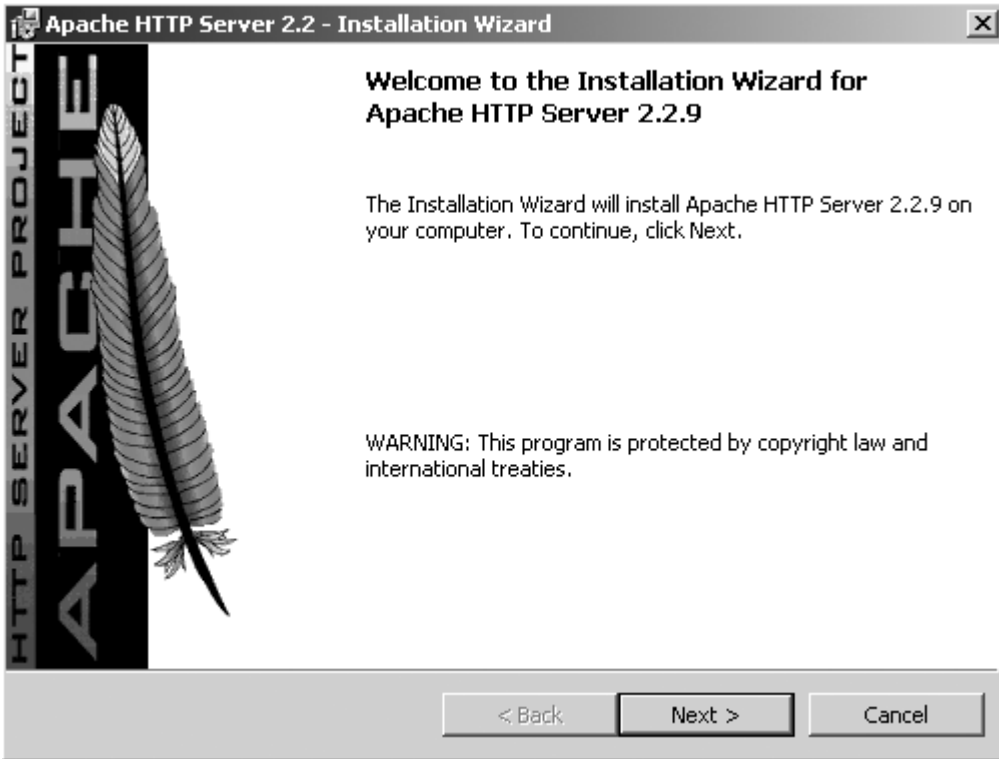 Apache HTTP Server 2.2 - Installation Wizard
HTTP SERVER PROJECT
APACHE
Welcome to the Installation Wizard for
Apache HTTP Server 2.2.9
The Installation Wizard will install Apache HTTP Server 2.2.9 on
your computer. To continue, click Next.
WARNING: This program is protected by copyright law and
international treaties.
< Back
Next >
Cancel